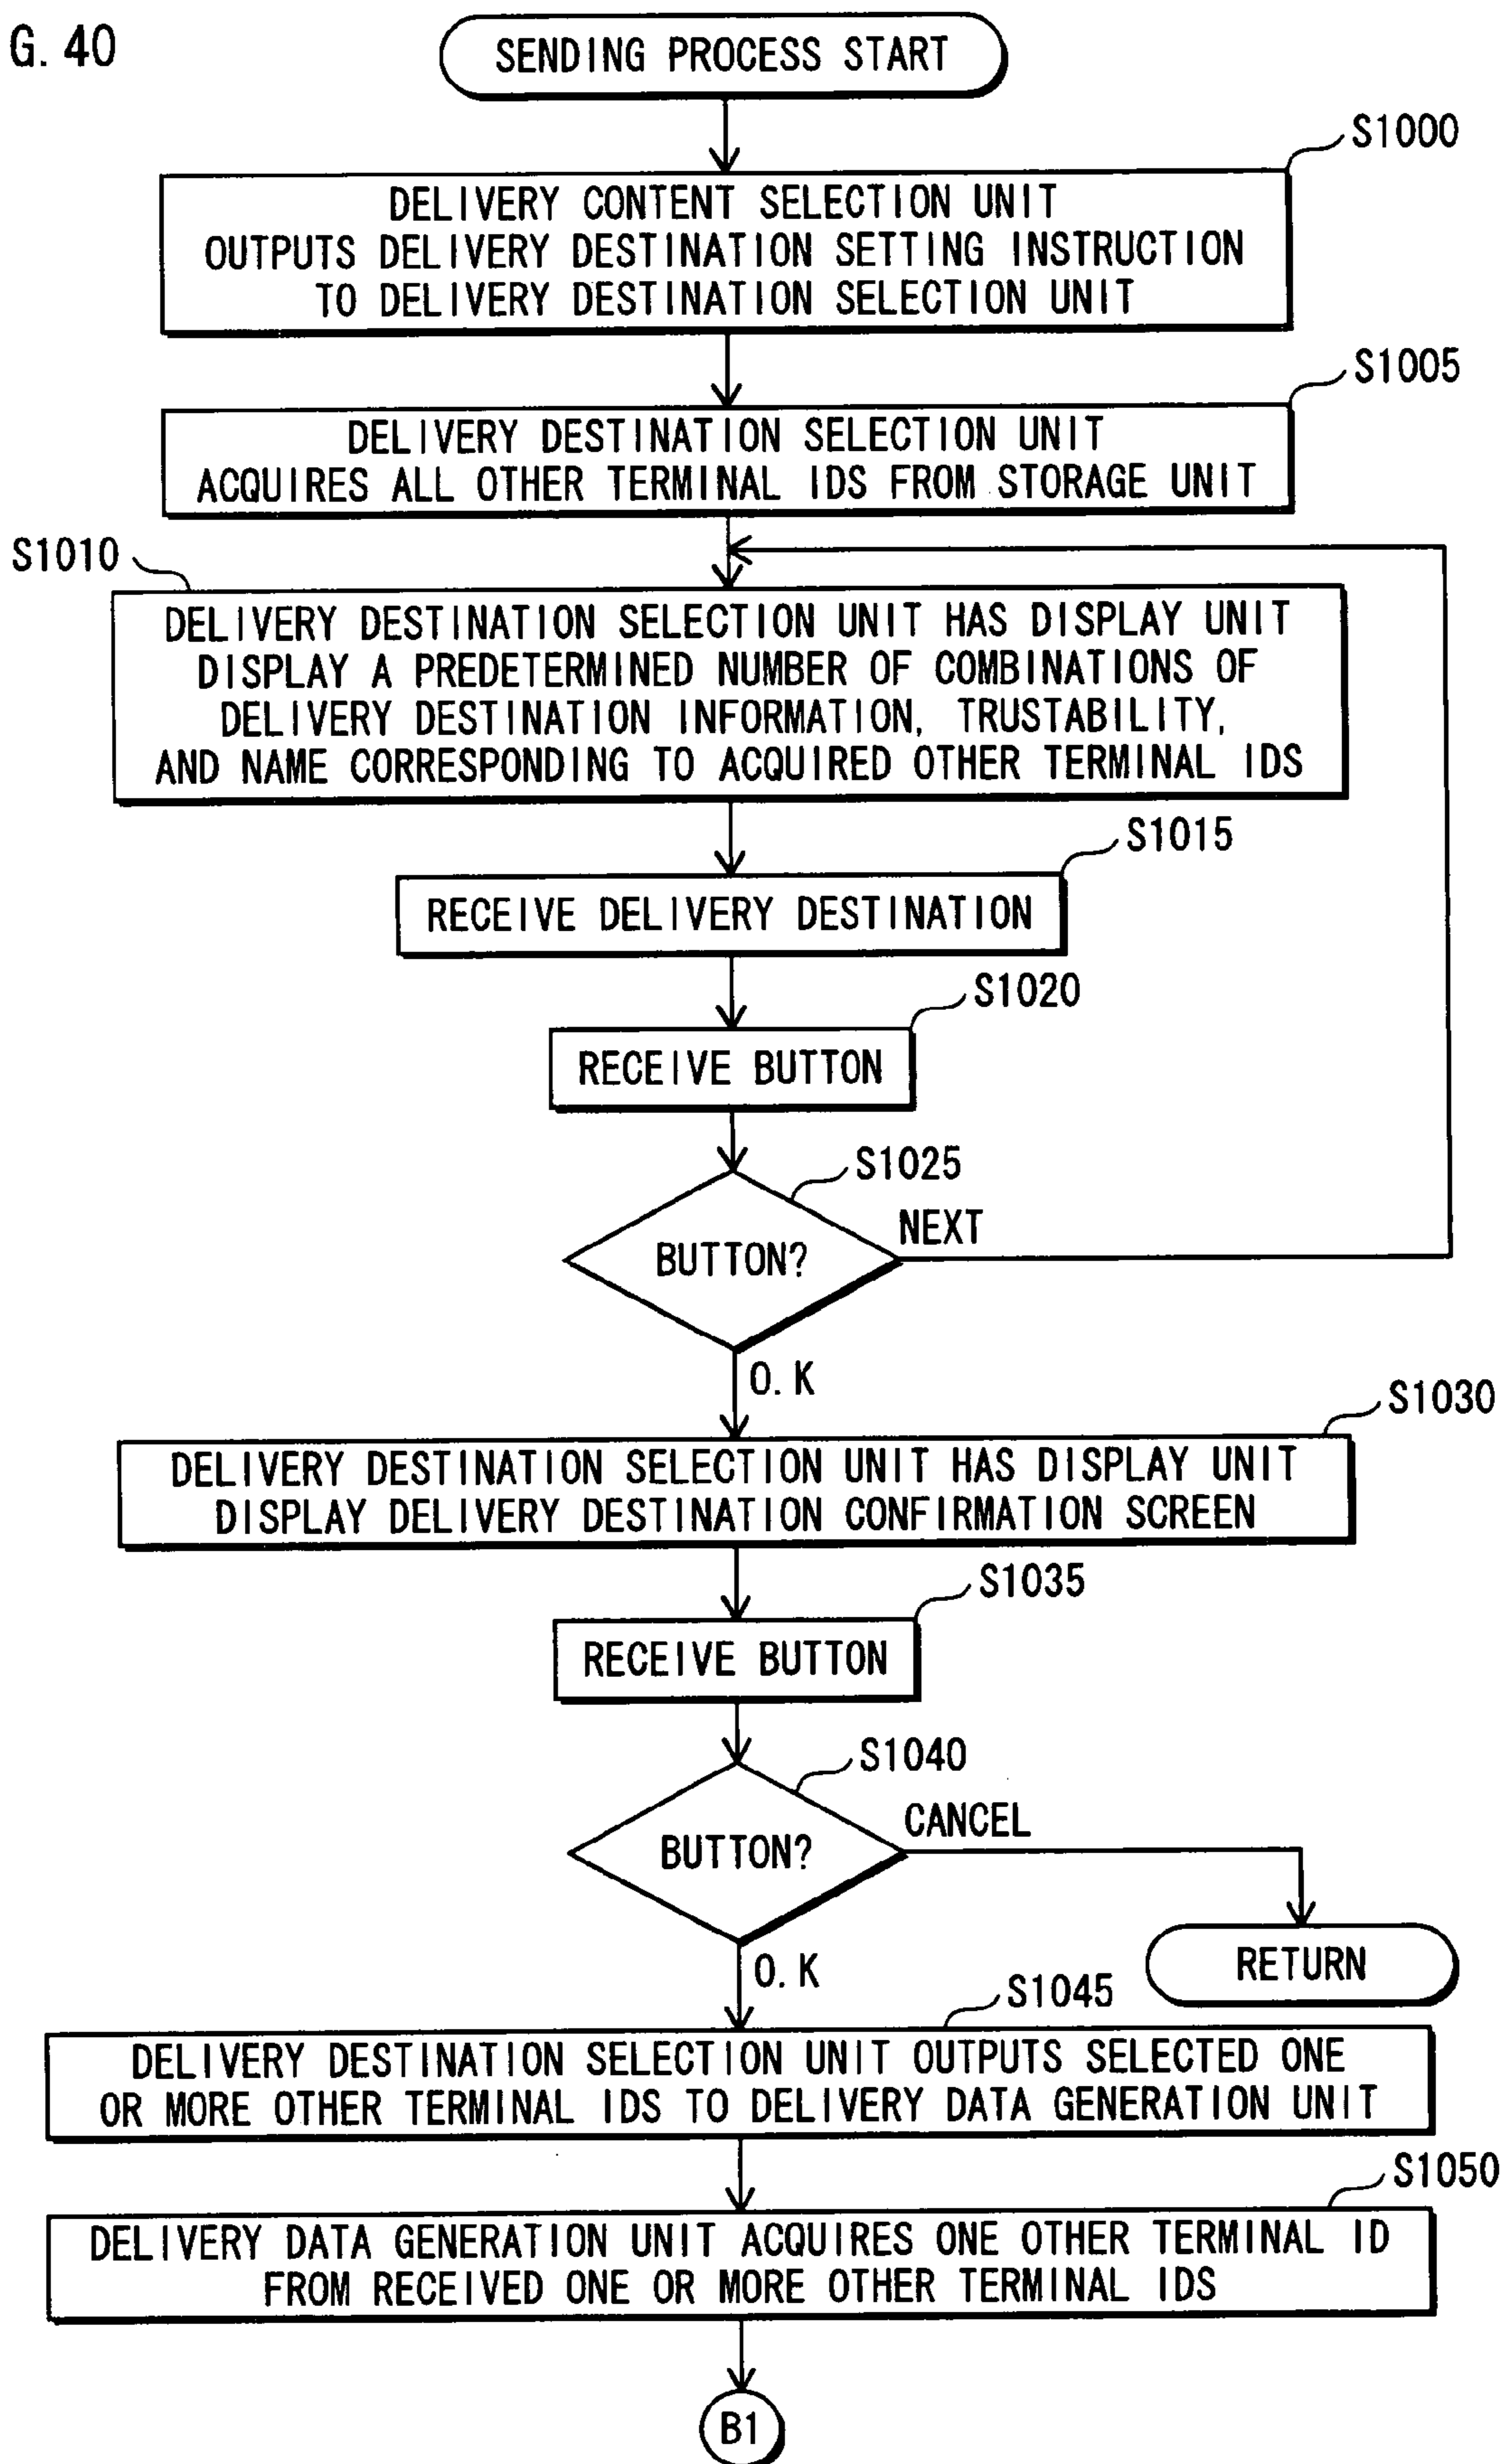 G. 40
SENDING PROCESS START
S1000
DELIVERY CONTENT SELECTION UNIT
OUTPUTS DELIVERY DESTINATION SETTING INSTRUCTION
TO DELIVERY DESTINATION SELECTION UNIT
S1005
DELIVERY DESTINATION SELECTION UNIT
ACQUIRES ALL OTHER TERMINAL IDS FROM STORAGE UNIT
S1010
DELIVERY DESTINATION SELECTION UNIT HAS DISPLAY UNIT
DISPLAY A PREDETERMINED NUMBER OF COMBINATIONS OF
DELIVERY DESTINATION INFORMATION, TRUSTABILITY,
AND NAME CORRESPONDING TO ACQUIRED OTHER TERMINAL IDS
S1015
RECEIVE DELIVERY DESTINATION
S1020
RECEIVE BUTTON
S1025
BUTTON?
NEXT
O.K
S1030
DELIVERY DESTINATION SELECTION UNIT HAS DISPLAY UNIT
DISPLAY DELIVERY DESTINATION CONFIRMATION SCREEN
S1035
RECEIVE BUTTON
S1040
BUTTON?
CANCEL
RETURN
O.K
S1045
DELIVERY DESTINATION SELECTION UNIT OUTPUTS SELECTED ONE
OR MORE OTHER TERMINAL IDS TO DELIVERY DATA GENERATION UNIT
S1050
DELIVERY DATA GENERATION UNIT ACQUIRES ONE OTHER TERMINAL ID
FROM RECEIVED ONE OR MORE OTHER TERMINAL IDS
B1